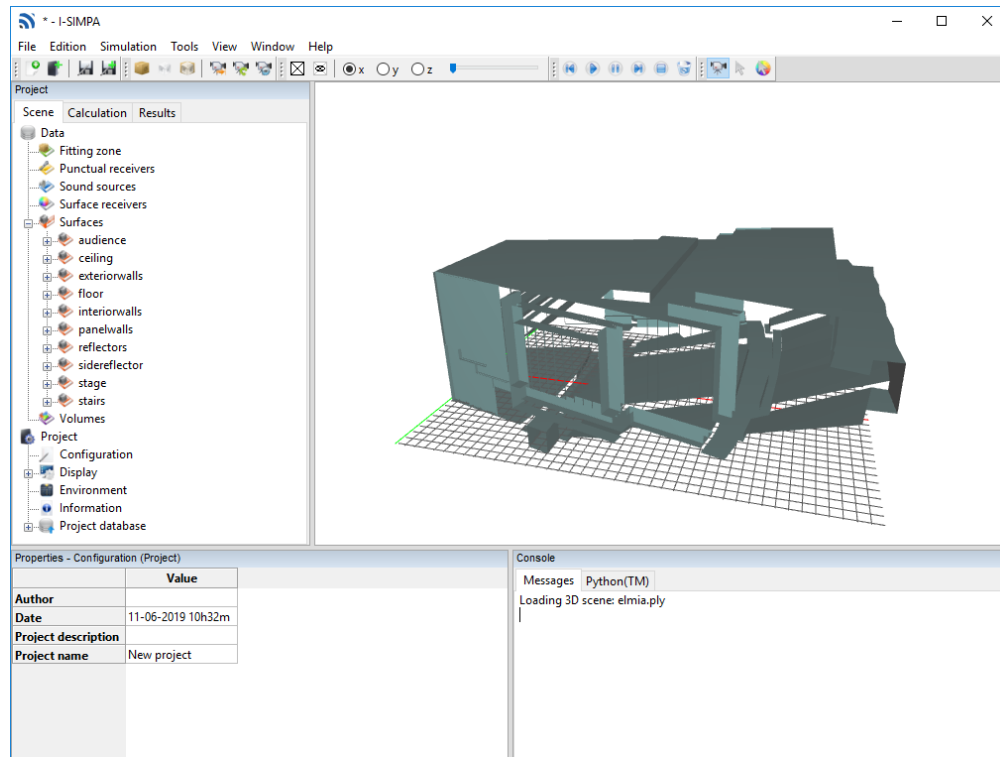 * - I-SIMPA
File Edition Simulation Tools View Window Help
x y z
Project
Scene Calculation Results
Data
Fitting zone
Punctual receivers
Sound sources
Surface receivers
Surfaces
audience
ceiling
exteriorwalls
floor
interiorwalls
panelwalls
reflectors
sidereflector
stage
stairs
Volumes
Project
Configuration
Display
Environment
Information
Project database
Properties - Configuration (Project)
Value
Author
Date 11-06-2019 10h32m
Project description
Project name New project
Console
Messages Python(TM)
Loading 3D scene: elmia.ply